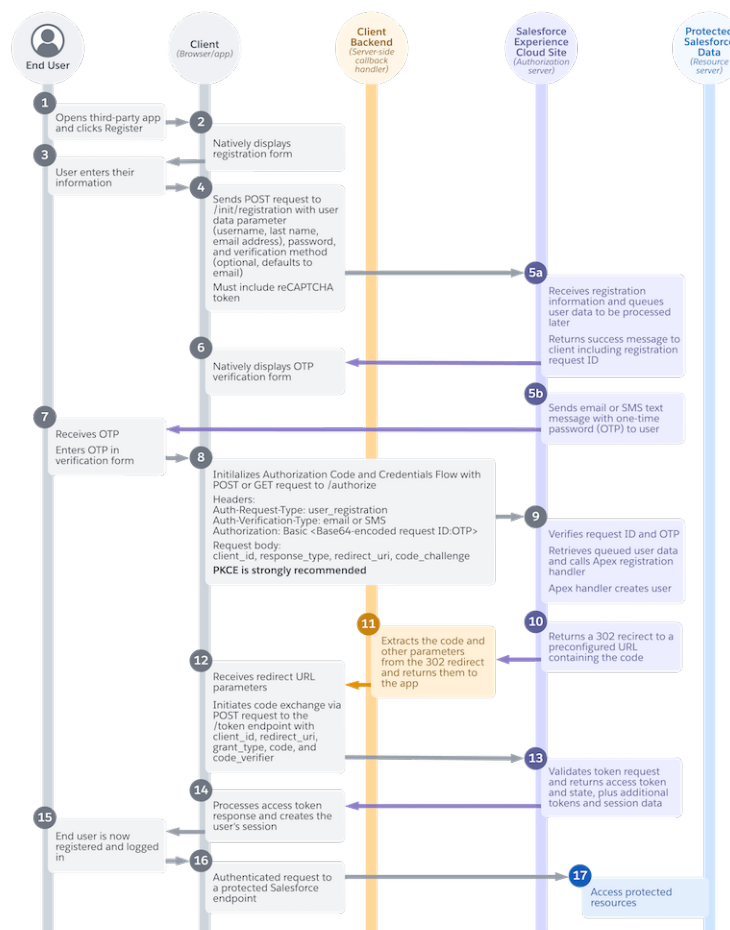 End User
Client
(Browser/app)
Client
Backend
(Server-side
callback
handler)
Salesforce
Experience
Cloud Site
(Authorization
server)
Protected
Salesforce
Data
(Resource
server)
1
Opens third-party app
and clicks Register
2
Natively displays
registration form
3
User enters their
information
4
Sends POST request to
/init/registration with user
data parameter
(username, last name,
email address), password,
and verification method
(optional, defaults to
email)
Must include reCAPTCHA
token
5a
Receives registration
information and queues
user data to be processed
later
Returns success message to
client including registration
request ID
6
Natively displays OTP
verification form
5b
Sends email or SMS text
message with one-time
password (OTP) to user
7
Receives OTP
Enters OTP in
verification form
8
Initilalizes Authorization Code and Credentials Flow with
POST or GET request to /authorize
Headers:
Auth-Request-Type: user_registration
Auth-Verification-Type: email or SMS
Authorization: Basic <Base64-encoded request ID:OTP>
Request body:
client_id, response_type, redirect_uri, code_challenge
PKCE is strongly recommended
9
Verifies request ID and OTP
Retrieves queued user data
and calls Apex registration
handler
Apex handler creates user
10
Returns a 302 redirect to a
preconfigured URL
containing the code
11
Extracts the code and
other parameters
from the 302 redirect
and returns them to
the app
12
Receives redirect URL
parameters
Initiates code exchange via
POST request to the
/token endpoint with
client_id, redirect_uri,
grant_type, code, and
code_verifier
13
Validates token request
and returns access token
and state, plus additional
tokens and session data
14
Processes access token
response and creates the
user's session
15
End user is now
registered and logged
in
16
Authenticated request to
a protected Salesforce
endpoint
17
Access protected
resources